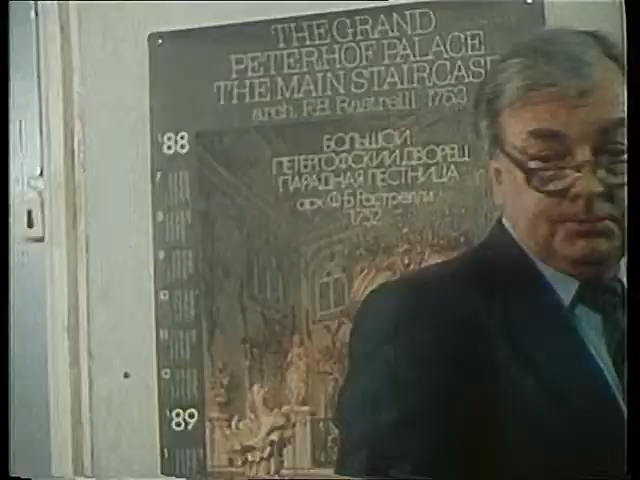 THE GRAND
PETERHOF PALACE
THE MAIN STAIRCASE
arch. F.B. Rastrelli 1753
БОЛЬШОЙ
ПЕТЕРГОФСКИЙ ДВОРЕЦ
ПАРАДНАЯ ЛЕСТНИЦА
арх. Ф.Б. Растрелли
1752
'88
'89